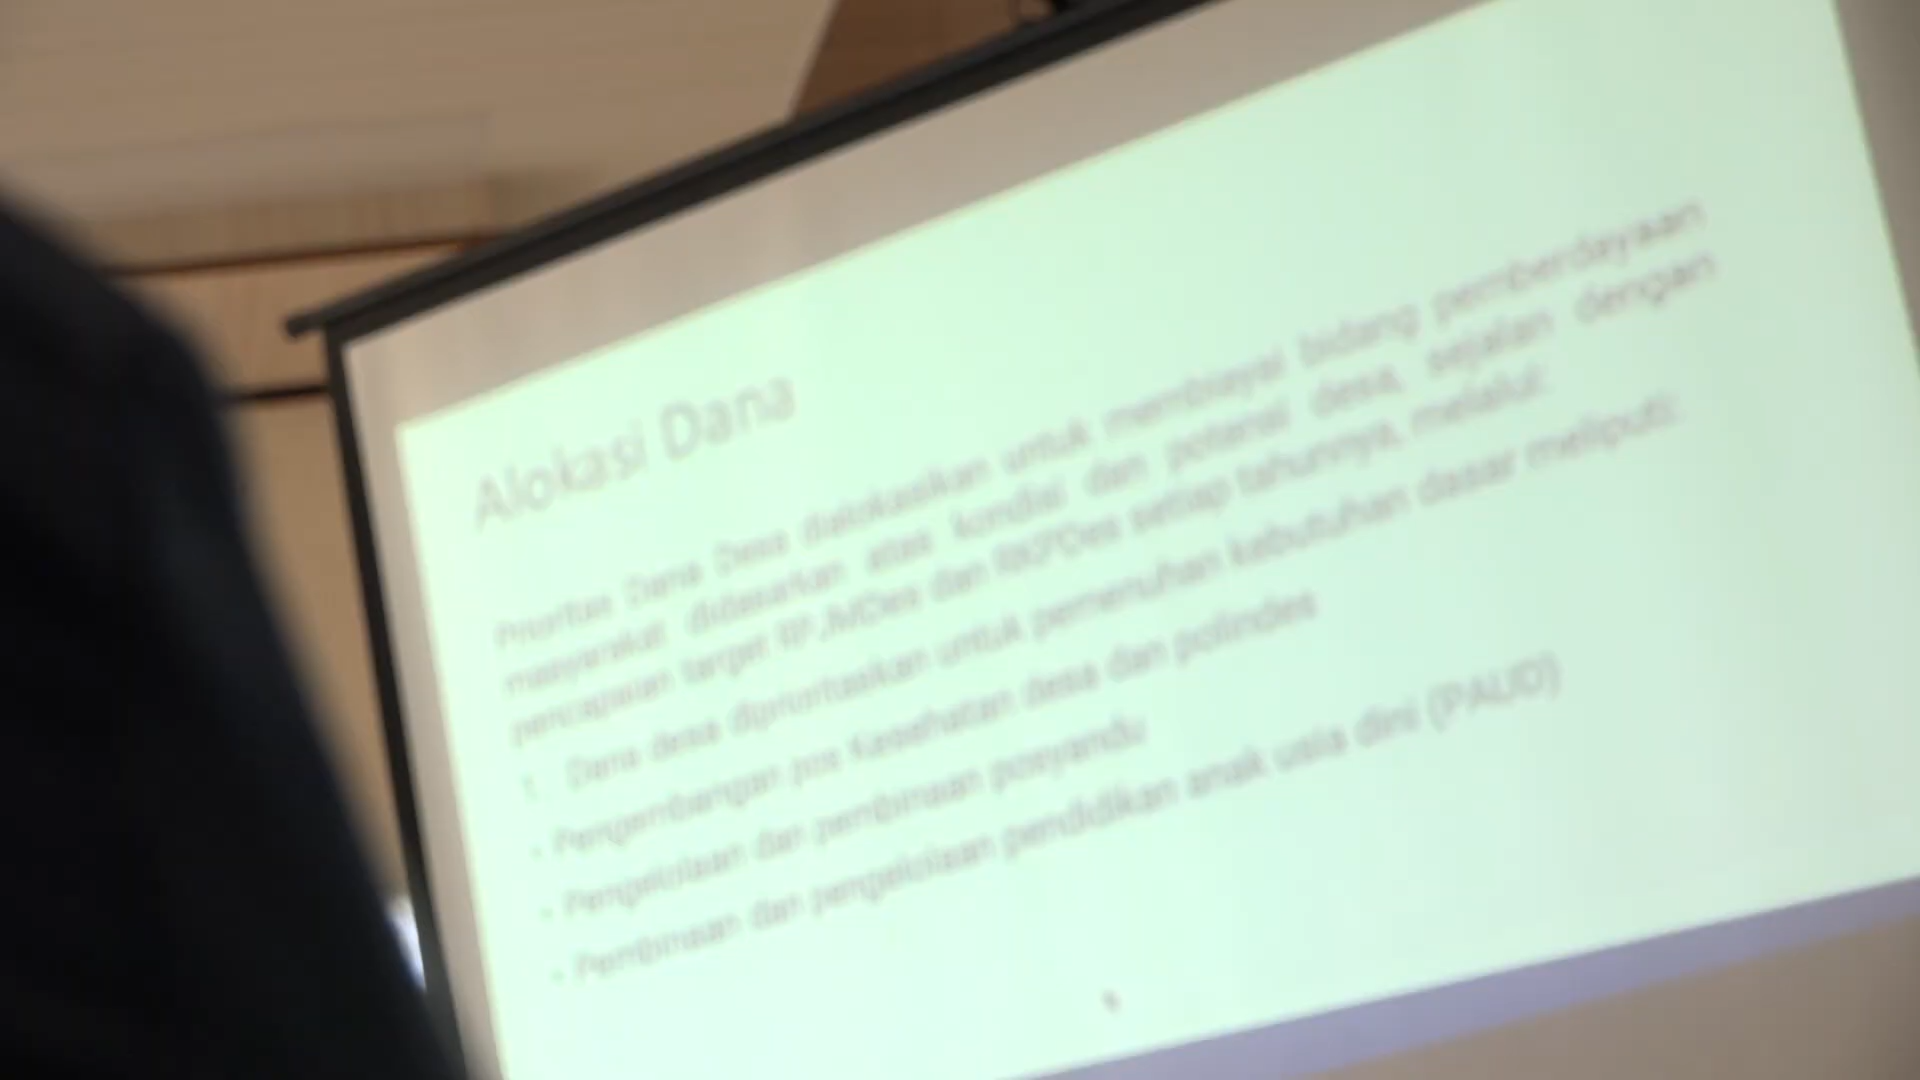 Alokasi Dana
Prioritas Dana Desa dialokasikan untuk membiayai bidang pemberdayaan
masyarakat didasarkan atas kondisi dan potensi desa, sejalan dengan
pencapaian target RPJMDes dan RKPDes setiap tahunnya, melalui:
1. Dana desa diprioritaskan untuk pemenuhan kebutuhan dasar meliputi:
• Pengembangan pos Kesehatan desa dan polindes
• Pengelolaan dan pembinaan posyandu
• Pembinaan dan pengelolaan pendidikan anak usia dini (PAUD)